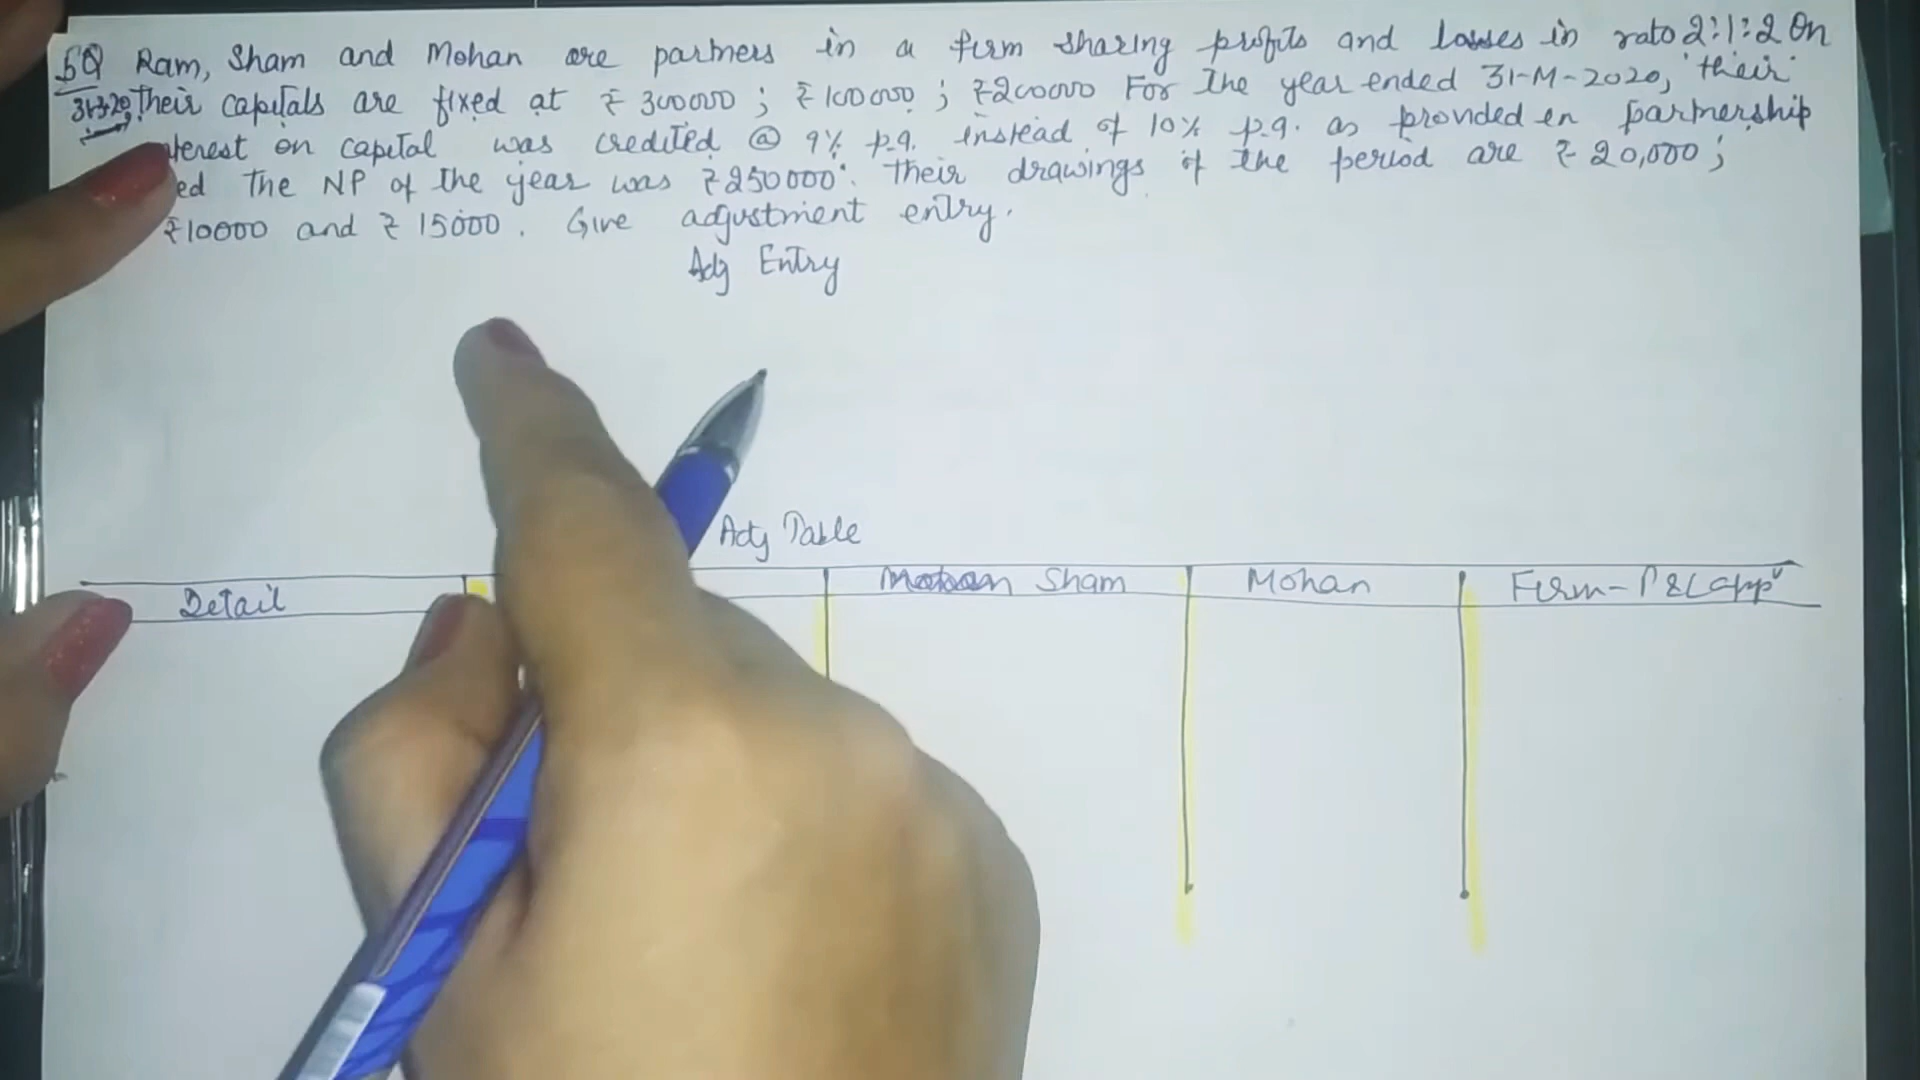 5Q Ram, Sham and Mohan are partners in a firm sharing profits and losses in rato 2:1:2 On
31-3-20, Their capitals are fixed at ₹ 300000 ; ₹ 100000 ; ₹200000 For The year ended 31-M-2020, their
terest on capital was credited @ 9% p.a. instead of 10% p.a. as provided in partnership
ed The NP of the year was ₹250000. Their drawings of the period are ₹ 20,000 ;
₹10000 and ₹ 15000. Give adjustment entry.
Adj Entry
Adj Table
Detail Sham Mohan Firm - P&L app